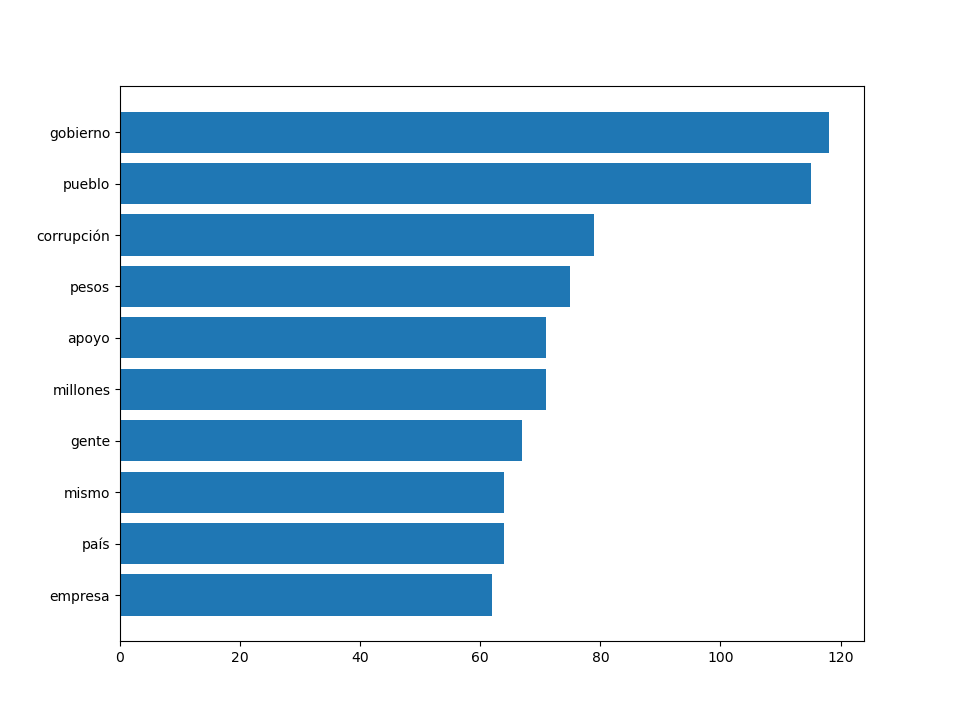 gobierno
pueblo
corrupción
pesos
apoyo
millones
gente
mismo
país
empresa
0 20 40 60 80 100 120